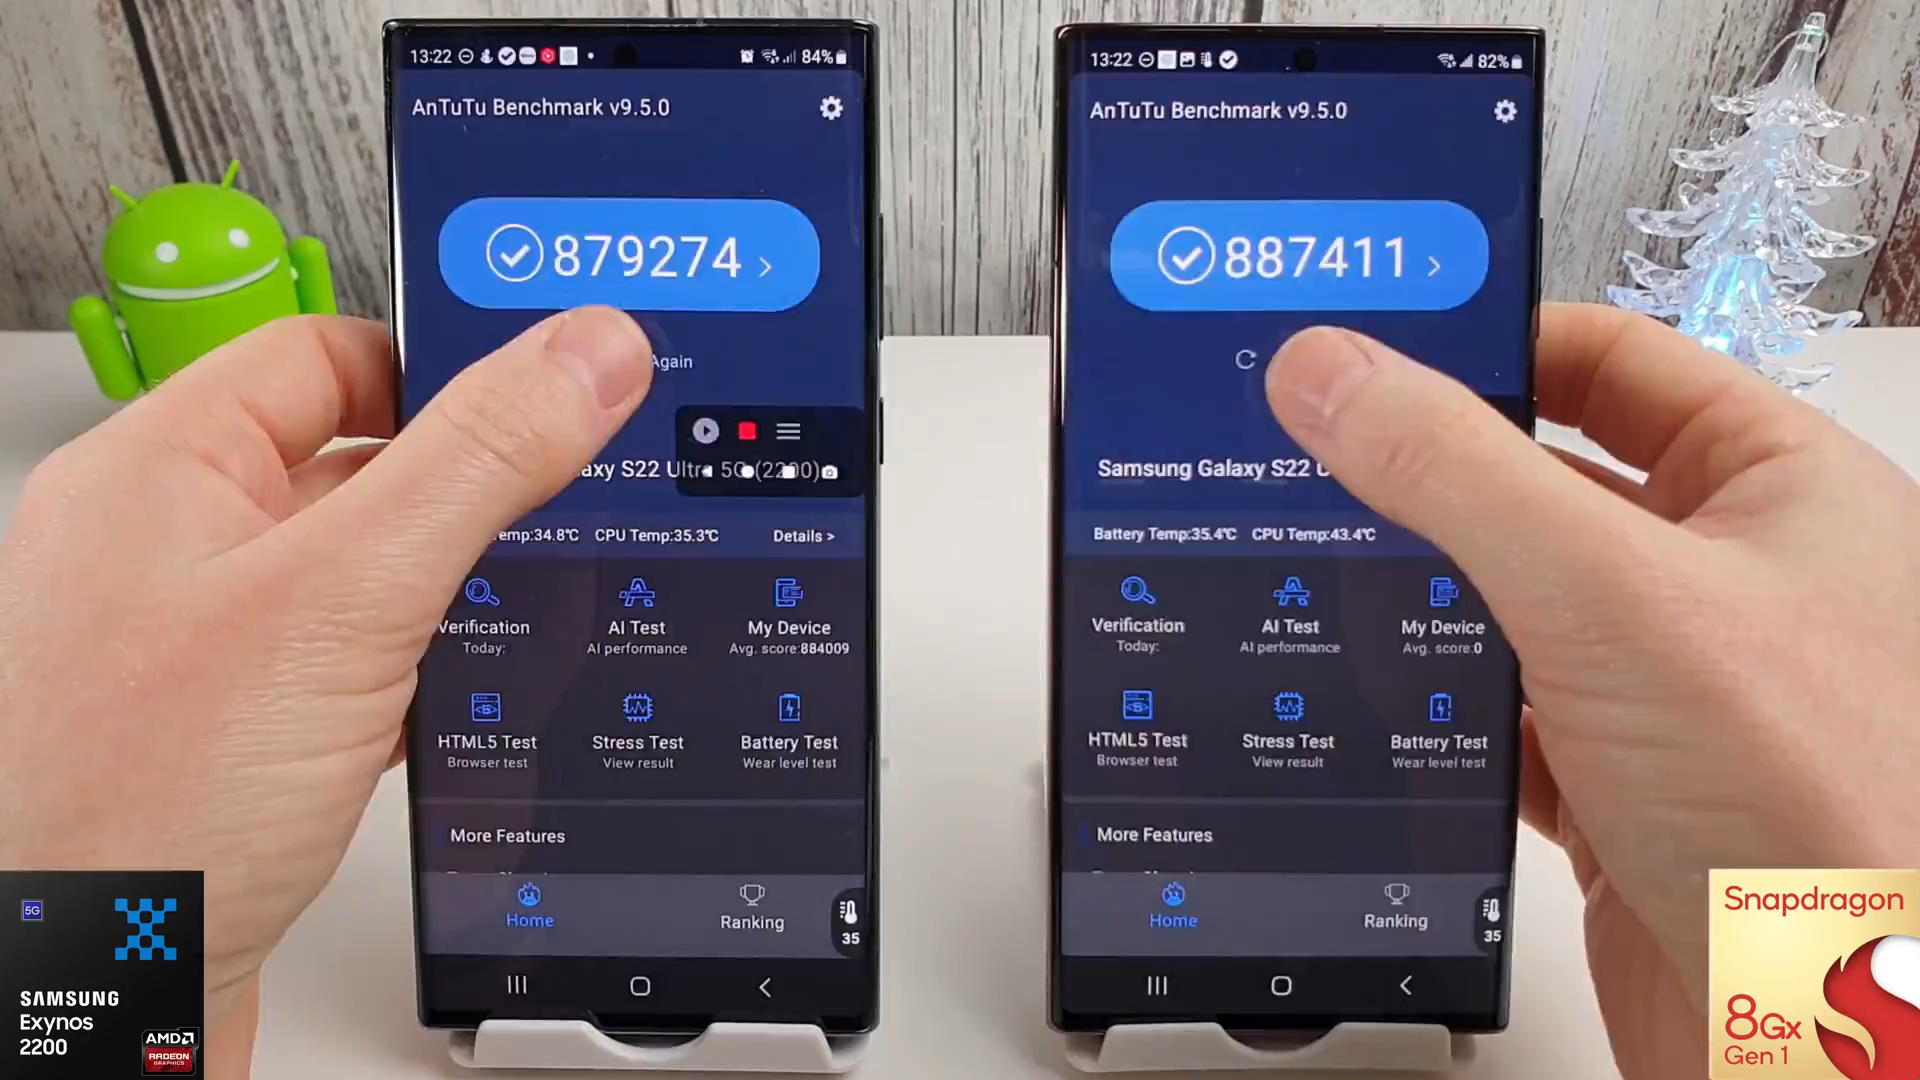 13:22
84%
AnTuTu Benchmark v9.5.0
879274
Again
axy S22 Ultra 5G (2200)
emp:34.8℃ CPU Temp:35.3℃ Details >
Verification
Today:
AI Test
AI performance
My Device
Avg. score:884009
HTML5 Test
Browser test
Stress Test
View result
Battery Test
Wear level test
More Features
Home
Ranking
35
13:22
82%
AnTuTu Benchmark v9.5.0
887411
Samsung Galaxy S22 U
Battery Temp:35.4℃ CPU Temp:43.4℃
Verification
Today:
AI Test
AI performance
My Device
Avg. score:0
HTML5 Test
Browser test
Stress Test
View result
Battery Test
Wear level test
More Features
Home
Ranking
35
5G
SAMSUNG
Exynos
2200
AMD
RADEON
GRAPHICS
Snapdragon
8Gx
Gen 1